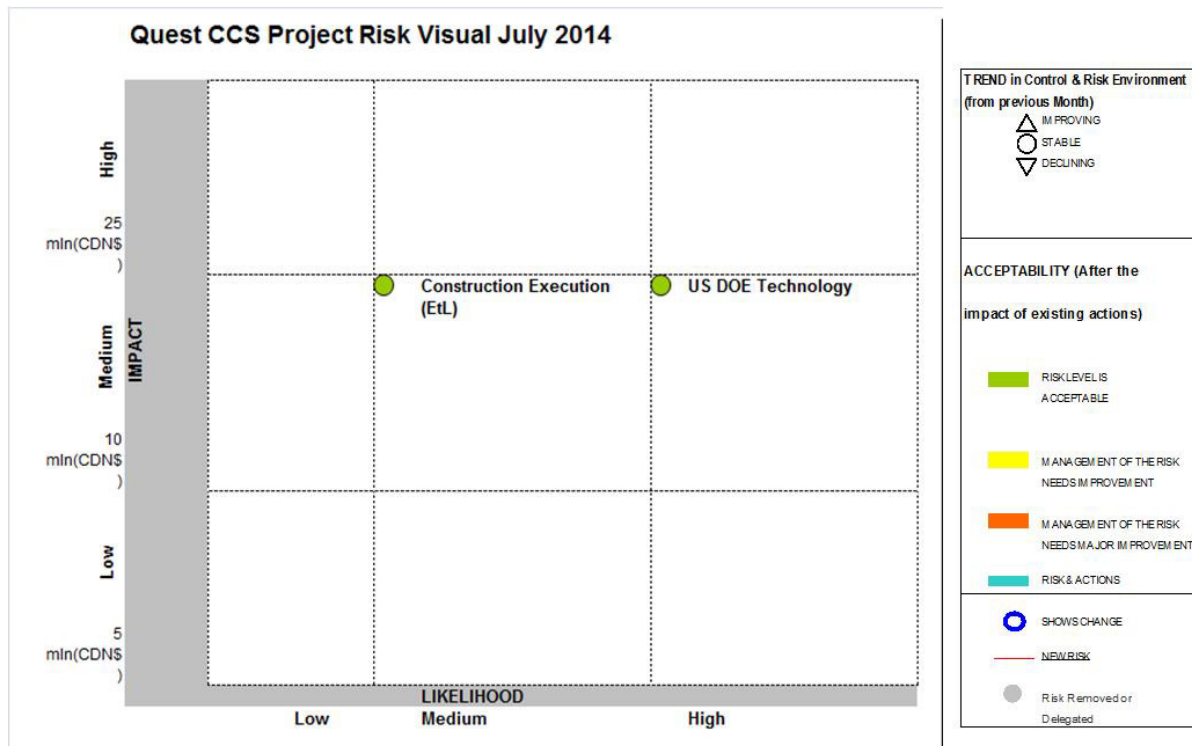 Quest CCS Project Risk Visual July 2014
High
25
mln(CDN$
)
Medium
IMPACT
10
mln(CDN$
)
Low
5
mln(CDN$
)
Construction Execution
(EtL)
US DOE Technology
LIKELIHOOD
Low
Medium
High
TREND in Control & Risk Environment
(from previous Month)
IMPROVING
STABLE
DECLINING
ACCEPTABILITY (After the
impact of existing actions)
RISK LEVEL IS
ACCEPTABLE
MANAGEMENT OF THE RISK
NEEDS IMPROVEMENT
MANAGEMENT OF THE RISK
NEEDS MAJOR IMPROVEMENT
RISK & ACTIONS
SHOWS CHANGE
NEW RISK
Risk Removed or
Delegated